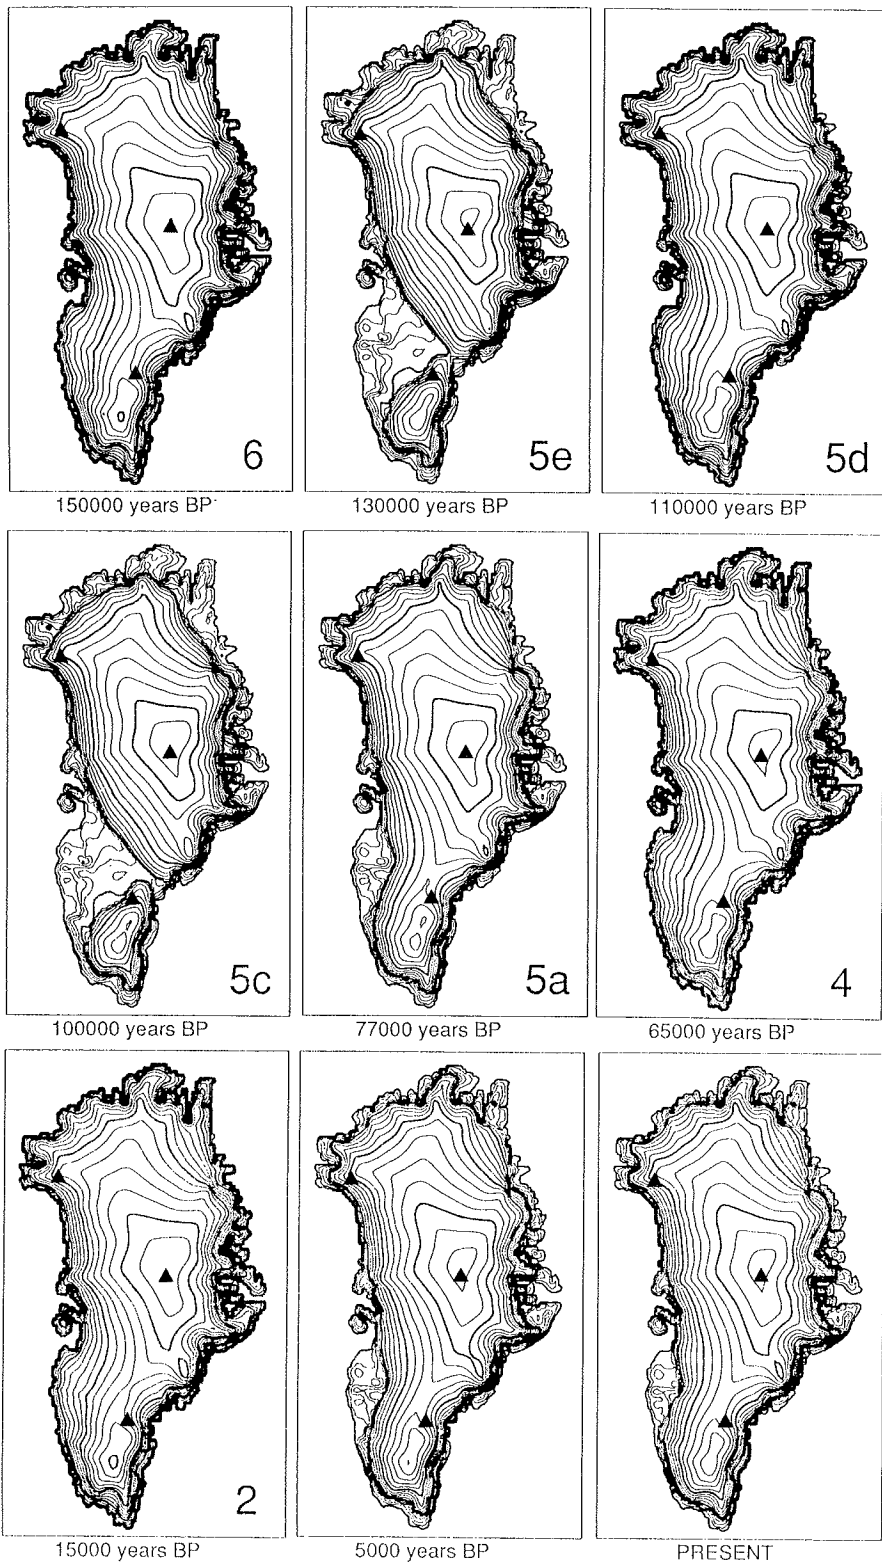 6
5e
5d
150000 years BP
130000 years BP
110000 years BP
5c
5a
4
100000 years BP
77000 years BP
65000 years BP
2
15000 years BP
5000 years BP
PRESENT